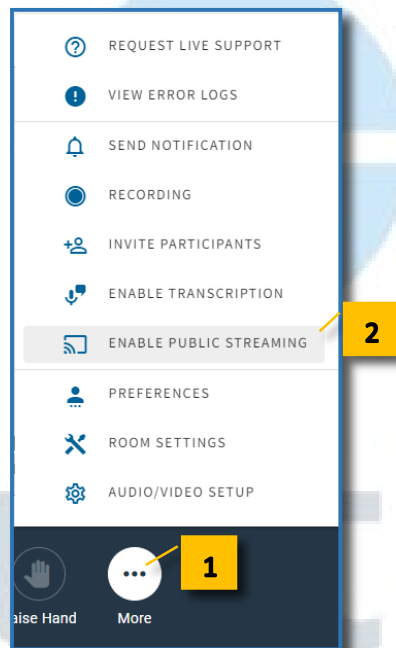 REQUEST LIVE SUPPORT
VIEW ERROR LOGS
SEND NOTIFICATION
RECORDING
INVITE PARTICIPANTS
ENABLE TRANSCRIPTION
ENABLE PUBLIC STREAMING
2
PREFERENCES
ROOM SETTINGS
AUDIO/VIDEO SETUP
1
aise Hand More